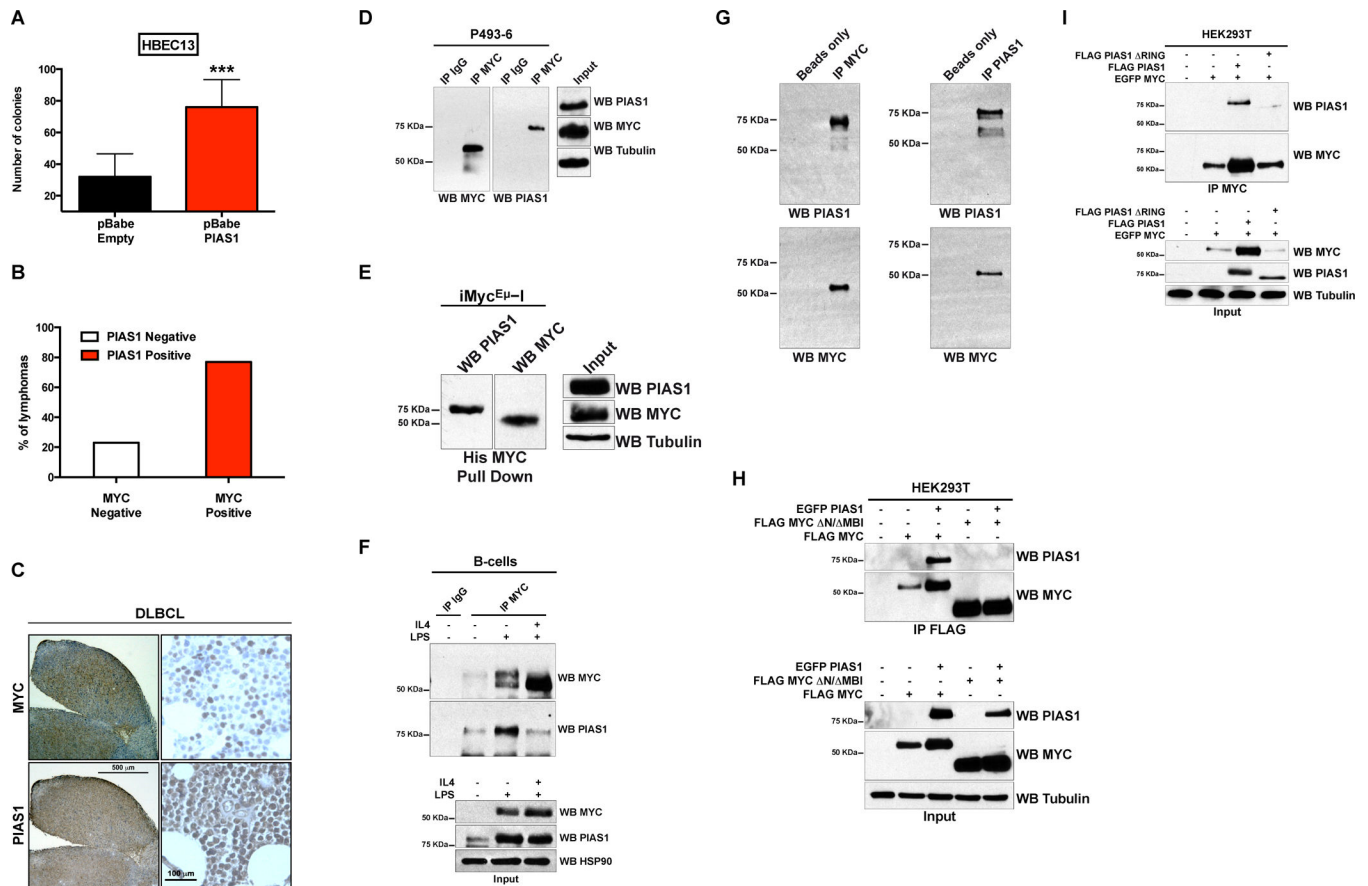 A
HBEC13
***
Number of colonies
100
80
60
40
20
pBabe Empty
pBabe PIAS1
B
PIAS1 Negative
PIAS1 Positive
% of lymphomas
100
80
60
40
20
0
MYC Negative
MYC Positive
C
DLBCL
MYC
PIAS1
500 µm
100 µm
D
P493-6
IP IgG
IP MYC
IP IgG
IP MYC
Input
75 KDa
50 KDa
WB PIAS1
WB MYC
WB Tubulin
WB MYC
WB PIAS1
E
iMycEµ–I
WB PIAS1
WB MYC
Input
75 KDa
50 KDa
WB PIAS1
WB MYC
WB Tubulin
His MYC
Pull Down
F
B-cells
IP IgG
IP MYC
IL4 - - - +
LPS - - + +
50 KDa
WB MYC
75 KDa
WB PIAS1
IL4 - - +
LPS - + +
50 KDa
WB MYC
75 KDa
WB PIAS1
WB HSP90
Input
G
Beads only
IP MYC
Beads only
IP PIAS1
75 KDa
50 KDa
75 KDa
50 KDa
WB PIAS1
WB PIAS1
75 KDa
50 KDa
75 KDa
50 KDa
WB MYC
WB MYC
H
HEK293T
EGFP PIAS1 - - + - +
FLAG MYC ΔN/ΔMBI - - - + +
FLAG MYC - + + - -
75 KDa
WB PIAS1
50 KDa
WB MYC
IP FLAG
EGFP PIAS1 - - + - +
FLAG MYC ΔN/ΔMBI - - - + +
FLAG MYC - + + - -
75 KDa
WB PIAS1
50 KDa
WB MYC
WB Tubulin
Input
I
HEK293T
FLAG PIAS1 ΔRING - - - +
FLAG PIAS1 - - + -
EGFP MYC - + + +
75 KDa
50 KDa
WB PIAS1
75 KDa
50 KDa
WB MYC
IP MYC
FLAG PIAS1 ΔRING - - - +
FLAG PIAS1 - - + -
EGFP MYC - + + +
50 KDa
WB MYC
75 KDa
WB PIAS1
WB Tubulin
Input